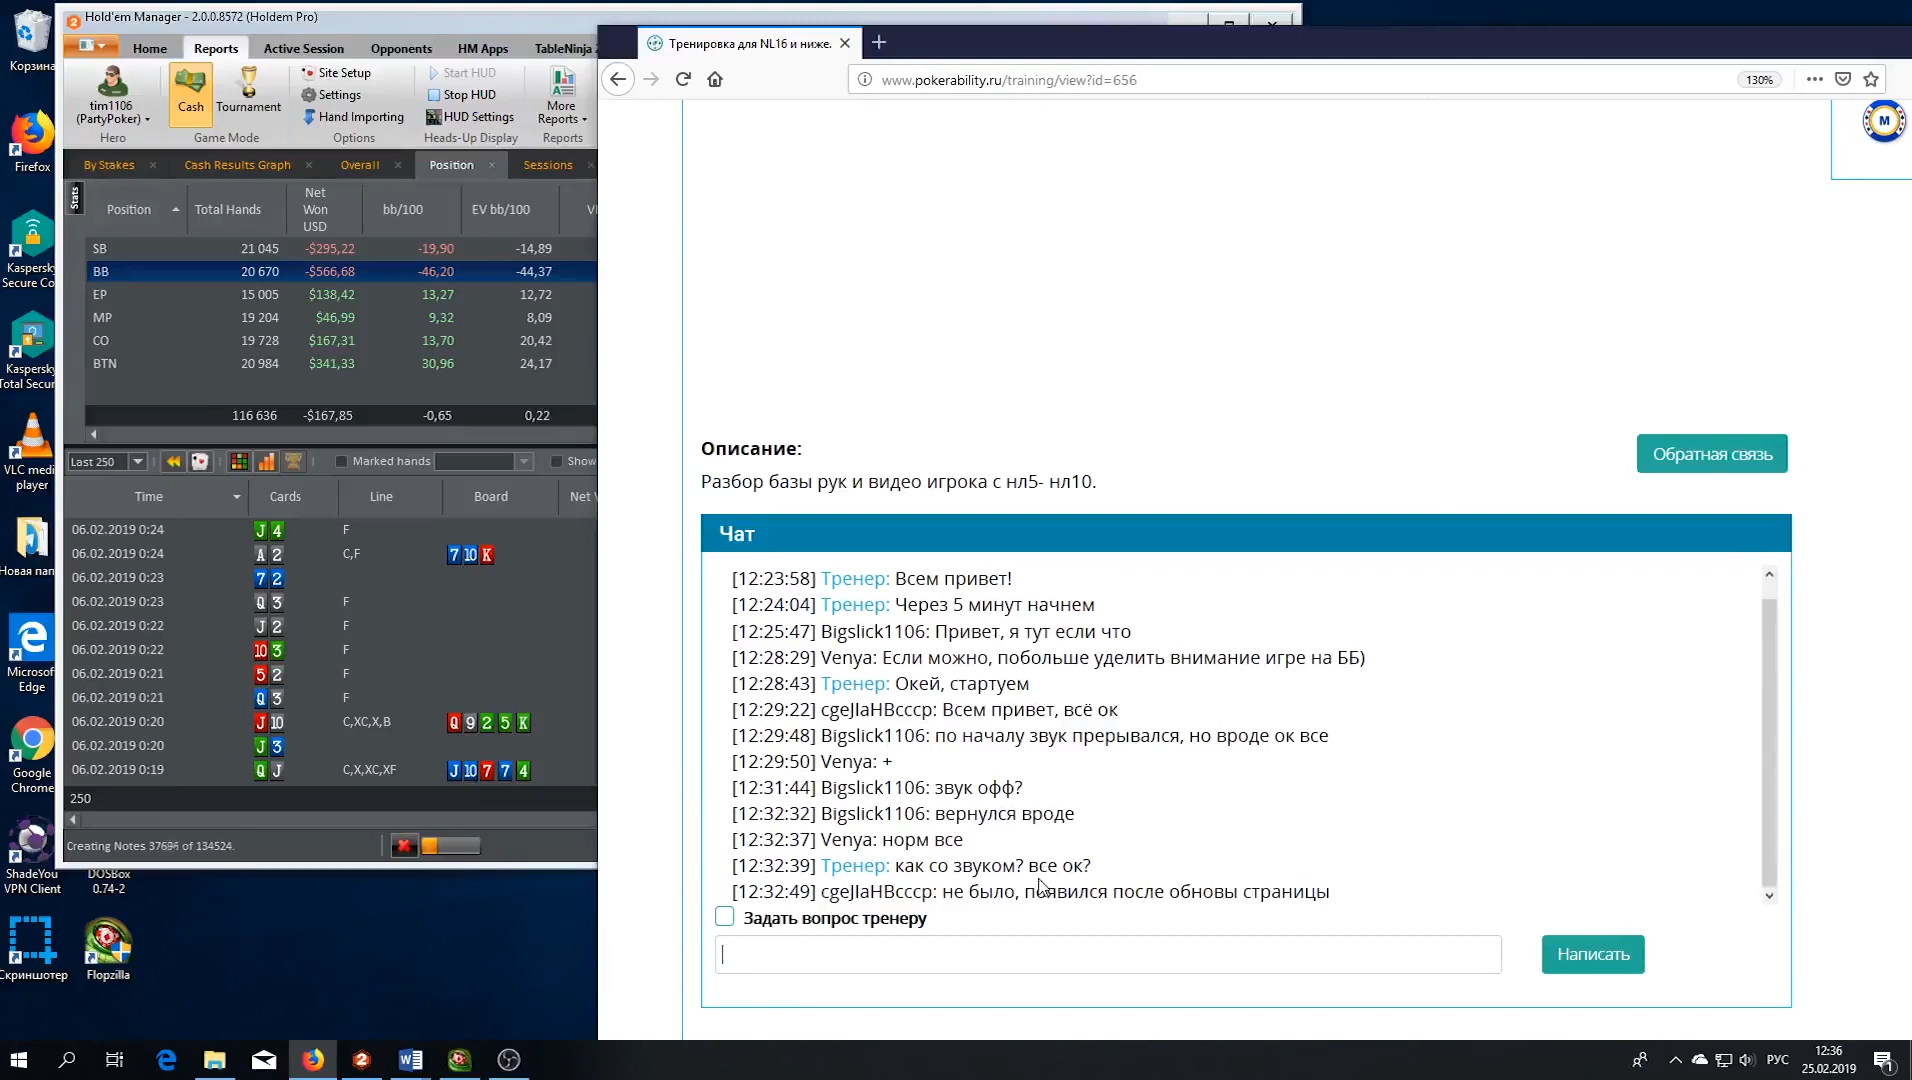 Корзина
Firefox
Kaspersky
Secure Co
Kaspersky
Total Secur
VLC medi
player
Новая пап
Microsof
Edge
Google
Chrome
ShadeYou
VPN Client
DOSBox
0.74-2
Скриншотер
Flopzilla
Hold'em Manager - 2.0.0.8572 (Holdem Pro)
Home Reports Active Session Opponents HM Apps TableNinja 2
tim1106
(PartyPoker)
Hero
Cash
Tournament
Game Mode
Site Setup
Settings
Hand Importing
Options
Start HUD
Stop HUD
HUD Settings
Heads-Up Display
More
Reports
Reports
By Stakes Cash Results Graph Overall Position Sessions
Stats
Position Total Hands Net Won USD bb/100 EV bb/100 VI
SB 21 045 -$295,22 -19,90 -14,89
BB 20 670 -$566,68 -46,20 -44,37
EP 15 005 $138,42 13,27 12,72
MP 19 204 $46,99 9,32 8,09
CO 19 728 $167,31 13,70 20,42
BTN 20 984 $341,33 30,96 24,17
116 636 -$167,85 -0,65 0,22
Last 250 Marked hands Show
Time Cards Line Board Net
06.02.2019 0:24 J 4 F
06.02.2019 0:24 A 2 C,F 7 10 K
06.02.2019 0:23 7 2
06.02.2019 0:23 Q 3 F
06.02.2019 0:22 J 2 F
06.02.2019 0:22 10 3 F
06.02.2019 0:21 5 2 F
06.02.2019 0:21 Q 3 F
06.02.2019 0:20 J 10 C,XC,X,B Q 9 2 5 K
06.02.2019 0:20 J 3
06.02.2019 0:19 Q J C,X,XC,XF J 10 7 7 4
250
Creating Notes 37696 of 134524.
Тренировка для NL16 и ниже.
www.pokerability.ru/training/view?id=656
130%
M
Описание:
Обратная связь
Разбор базы рук и видео игрока с нл5- нл10.
Чат
[12:23:58] Тренер: Всем привет!
[12:24:04] Тренер: Через 5 минут начнем
[12:25:47] Bigslick1106: Привет, я тут если что
[12:28:29] Venya: Если можно, побольше уделить внимание игре на ББ)
[12:28:43] Тренер: Окей, стартуем
[12:29:22] cgeJIaHBcccp: Всем привет, всё ок
[12:29:48] Bigslick1106: по началу звук прерывался, но вроде ок все
[12:29:50] Venya: +
[12:31:44] Bigslick1106: звук офф?
[12:32:32] Bigslick1106: вернулся вроде
[12:32:37] Venya: норм все
[12:32:39] Тренер: как со звуком? все ок?
[12:32:49] cgeJIaHBcccp: не было, появился после обновы страницы
Задать вопрос тренеру
Написать
РУС
12:36
25.02.2019
1